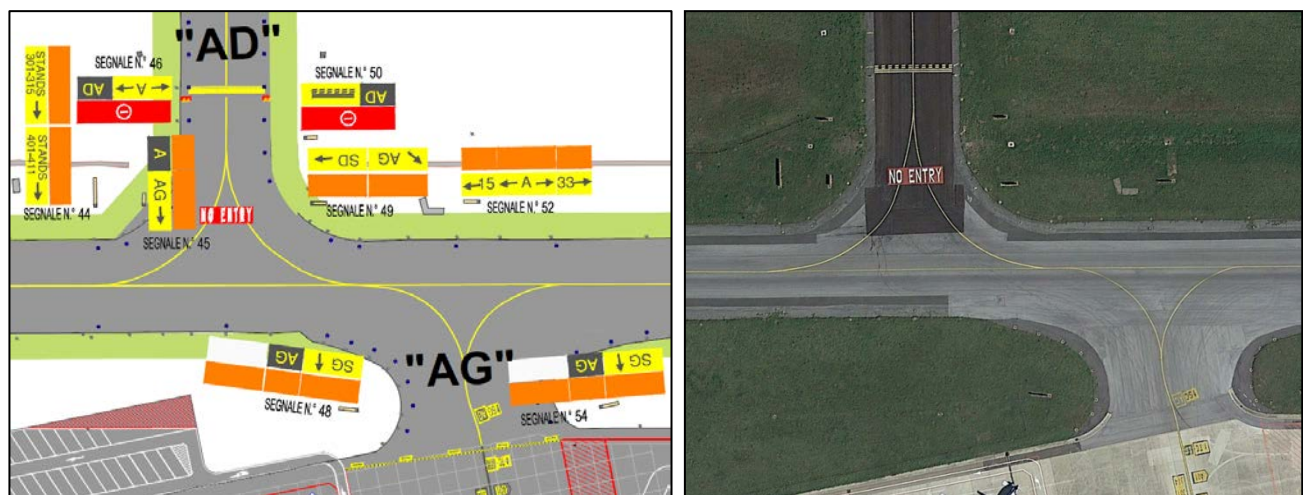 "AD"
SEGNALE N.° 46
AD ← A →
SEGNALE N.° 50
AD
STANDS
301-315
→
STANDS
401-411
→
SEGNALE N.° 44
A
AG →
SEGNALE N.° 45
NO ENTRY
← SD AG ↘
SEGNALE N.° 49
←15 ←A→ 33→
SEGNALE N.° 52
AG SG
SEGNALE N.° 48
"AG"
AG SG
SEGNALE N.° 54
NO ENTRY